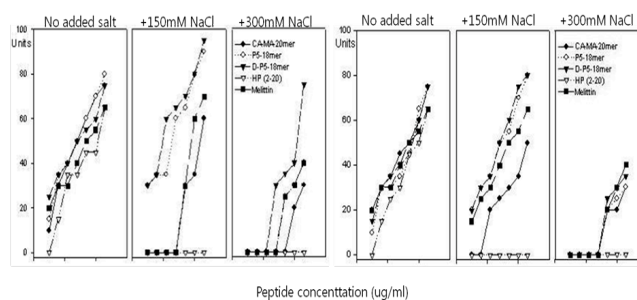 No added salt
+150mM NaCl
+300mM NaCl
No added salt
+150mM NaCl
+300mM NaCl
Units
100
80
60
40
20
0
CA-MA-20mer
P5-18mer
D-P5-18mer
HP (2-20)
Melittin
Units
100
80
60
40
20
0
CA-MA-20mer
P5-18mer
D-P5-18mer
HP (2-20)
Melittin
Peptide concenttation (ug/ml)